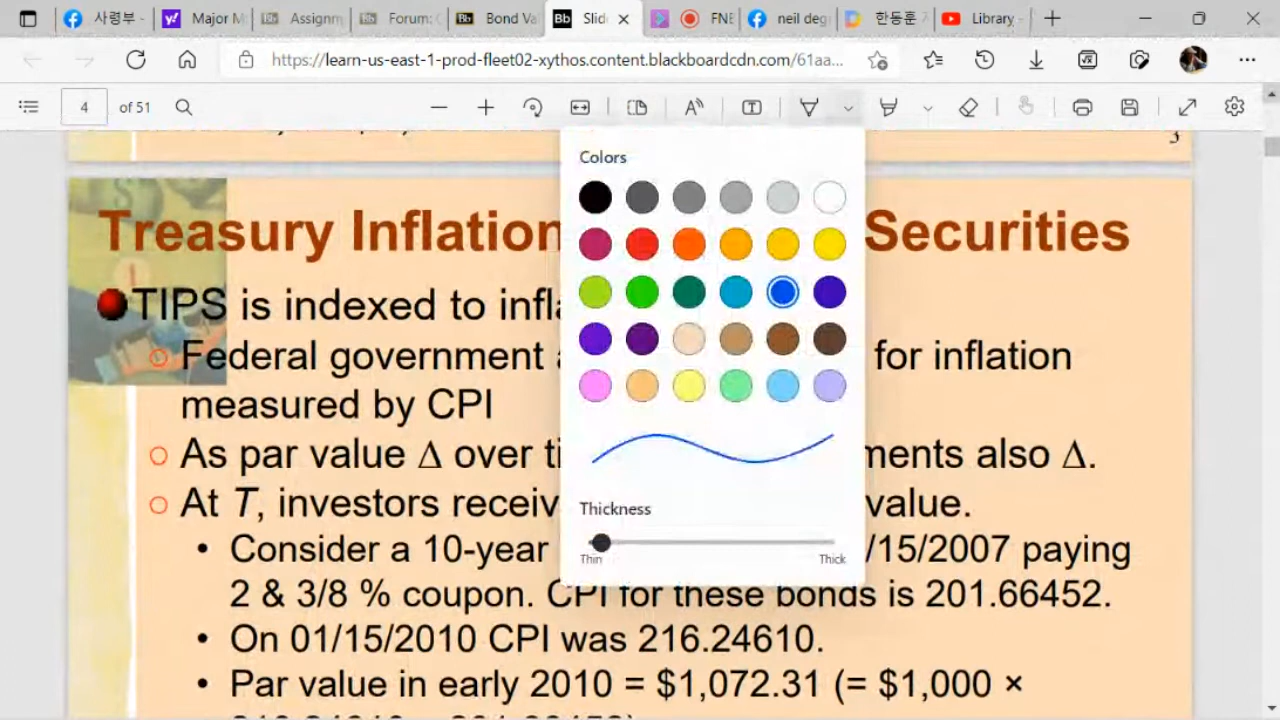 사령부 -
Major M
Assignm
Forum: C
Bond Va
Slid
FNE
neil deg
한동훈
Library -
https://learn-us-east-1-prod-fleet02-xythos.content.blackboardcdn.com/61aa...
4 of 51
3
Colors
Thickness
Thin Thick
Treasury Inflation Securities
TIPS is indexed to infl
Federal government for inflation
measured by CPI
As par value Δ over ti ments also Δ.
At T, investors receiv value.
Consider a 10-year /15/2007 paying
2 & 3/8 % coupon. CPI for these bonds is 201.66452.
On 01/15/2010 CPI was 216.24610.
Par value in early 2010 = $1,072.31 (= $1,000 ×